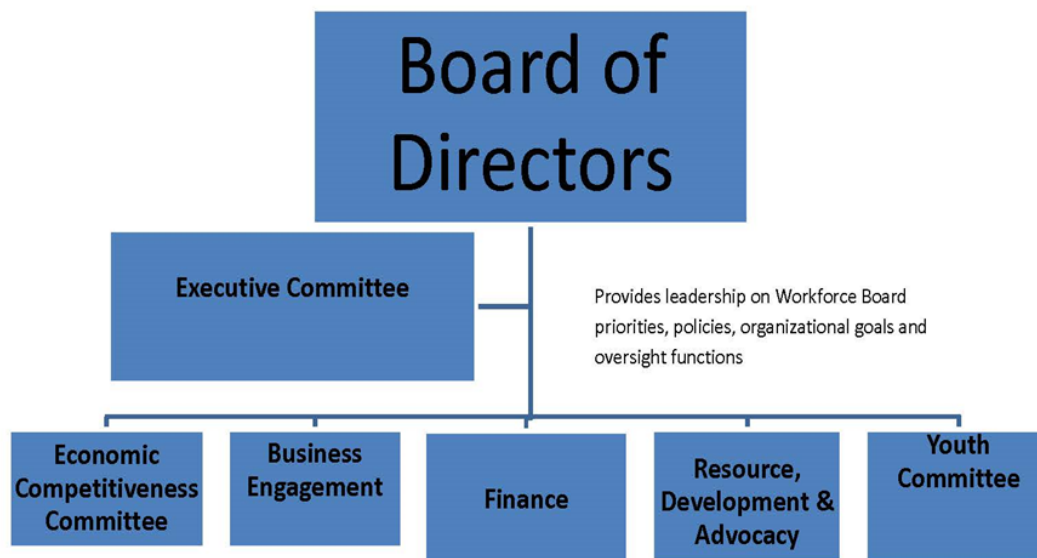 Board of
Directors
Executive Committee
Provides leadership on Workforce Board
priorities, policies, organizational goals and
oversight functions
Economic
Competitiveness
Committee
Business
Engagement
Finance
Resource,
Development &
Advocacy
Youth
Committee